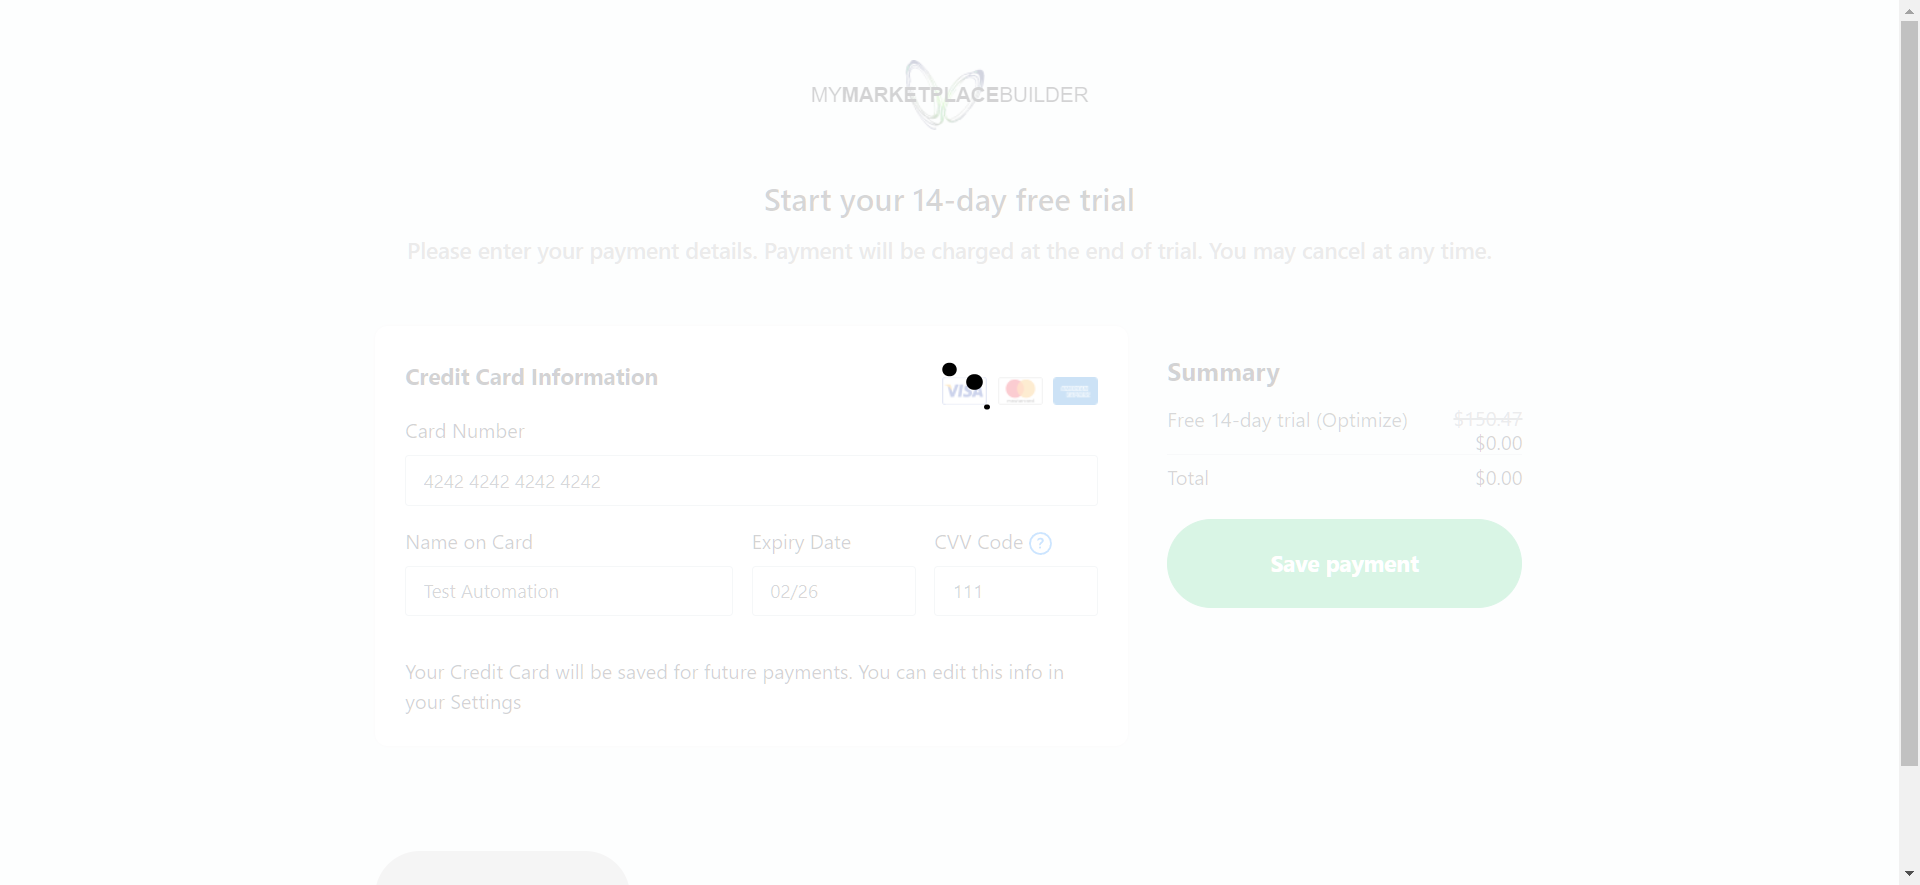 MYMARKETPLACEBUILDER
Start your 14-day free trial
Please enter your payment details. Payment will be charged at the end of trial. You may cancel at any time.
Credit Card Information
VISA
Card Number
4242 4242 4242 4242
Name on Card
Expiry Date
CVV Code ?
Test Automation
02/26
111
Your Credit Card will be saved for future payments. You can edit this info in
your Settings
Summary
Free 14-day trial (Optimize) $150.47
$0.00
Total $0.00
Save payment